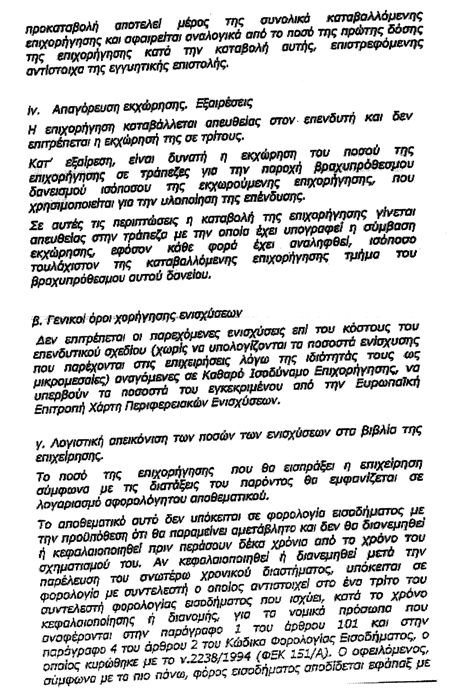 προκαταβολή αποτελεί μέρος της συνολικά καταβαλλόμενης
επιχορήγησης και αφαιρείται αναλογικά από το ποσό της πρώτης δόσης
της επιχορήγησης κατά την καταβολή αυτής, επιστρεφόμενης
αντίστοιχα της εγγυητικής επιστολής.
iv. Απαγόρευση εκχώρησης. Εξαιρέσεις
Η επιχορήγηση καταβάλλεται απευθείας στον επενδυτή και δεν
επιτρέπεται η εκχώρησή της σε τρίτους.
Κατ' εξαίρεση, είναι δυνατή η εκχώρηση του ποσού της
επιχορήγησης σε τράπεζες για την παροχή βραχυπρόθεσμου
δανεισμού ισόποσου της εκχωρούμενης επιχορήγησης, που
χρησιμοποιείται για την υλοποίηση της επένδυσης.
Σε αυτές τις περιπτώσεις η καταβολή της επιχορήγησης γίνεται
απευθείας στην τράπεζα με την οποία έχει υπογραφεί η σύμβαση
εκχώρησης, εφόσον κάθε φορά έχει αναληφθεί, ισόποσο
τουλάχιστον της καταβαλλόμενης επιχορήγησης τμήμα του
βραχυπρόθεσμου αυτού δανείου.
β. Γενικοί όροι χορήγησης ενισχύσεων
Δεν επιτρέπεται οι παρεχόμενες ενισχύσεις επί του κόστους του
επενδυτικού σχεδίου (χωρίς να υπολογίζονται τα ποσοστά ενίσχυσης
που παρέχονται στις επιχειρήσεις λόγω της ιδιότητάς τους ως
μικρομεσαίες) αναγόμενες σε Καθαρό Ισοδύναμο Επιχορήγησης, να
υπερβούν τα ποσοστά του εγκεκριμένου από την Ευρωπαϊκή
Επιτροπή Χάρτη Περιφερειακών Ενισχύσεων.
γ. Λογιστική απεικόνιση των ποσών των ενισχύσεων στα βιβλία της
επιχείρησης.
Το ποσό της επιχορήγησης που θα εισπράξει η επιχείρηση
σύμφωνα με τις διατάξεις του παρόντος θα εμφανίζεται σε
λογαριασμό αφορολόγητου αποθεματικού.
Το αποθεματικό αυτό δεν υπόκειται σε φορολογία εισοδήματος με
την προϋπόθεση ότι θα παραμείνει αμετάβλητο και δεν θα διανεμηθεί
ή κεφαλαιοποιηθεί πριν περάσουν δέκα χρόνια από το χρόνο του
σχηματισμού του. Αν κεφαλαιοποιηθεί ή διανεμηθεί μετά την
παρέλευση του ανωτέρω χρονικού διαστήματος, υπόκειται σε
φορολογία με συντελεστή ο οποίος αντιστοιχεί στο ένα τρίτο του
συντελεστή φορολογίας εισοδήματος που ισχύει, κατά το χρόνο
κεφαλαιοποίησης ή διανομής, για τα νομικά πρόσωπα που
αναφέρονται στην παράγραφο 1 του άρθρου 101 και στην
παράγραφο 4 του άρθρου 2 του Κώδικα Φορολογίας Εισοδήματος, ο
οποίος κυρώθηκε με το ν.2238/1994 (ΦΕΚ 151/Α). Ο οφειλόμενος,
σύμφωνα με τα πιο πάνω, φόρος εισοδήματος αποδίδεται εφάπαξ με